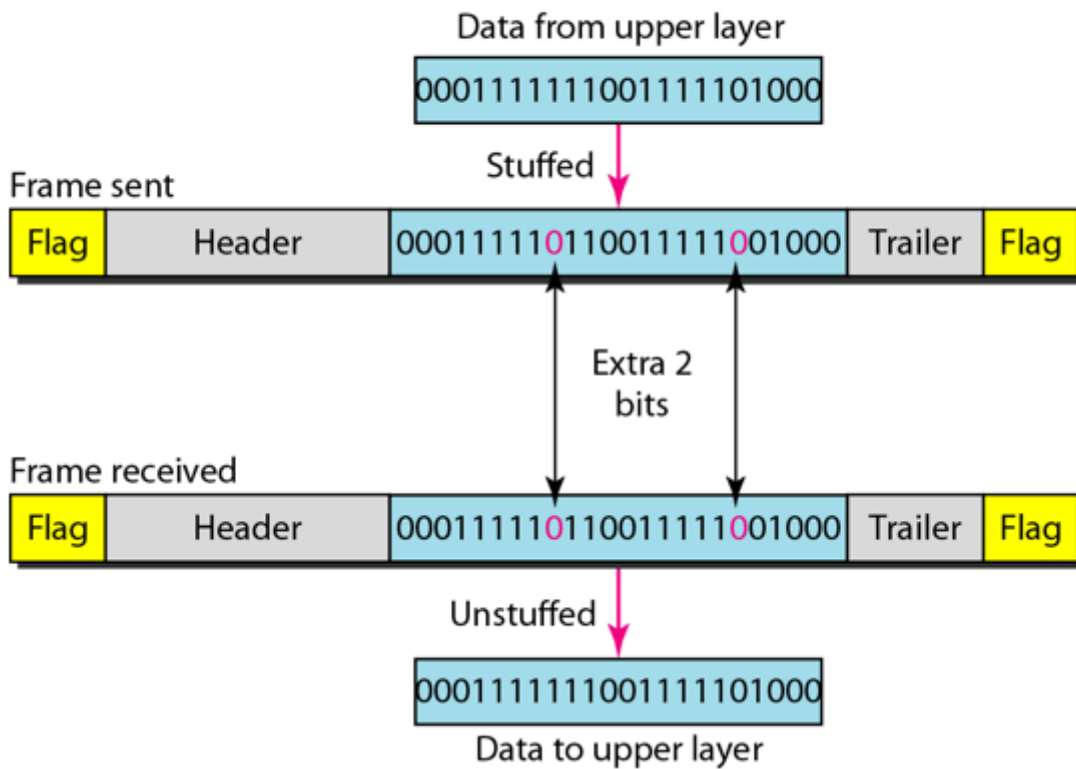 Data from upper layer
0001111111001111101000
Stuffed
Frame sent
Flag Header 000111110110011111001000 Trailer Flag
Extra 2
bits
Frame received
Flag Header 000111110110011111001000 Trailer Flag
Unstuffed
0001111111001111101000
Data to upper layer